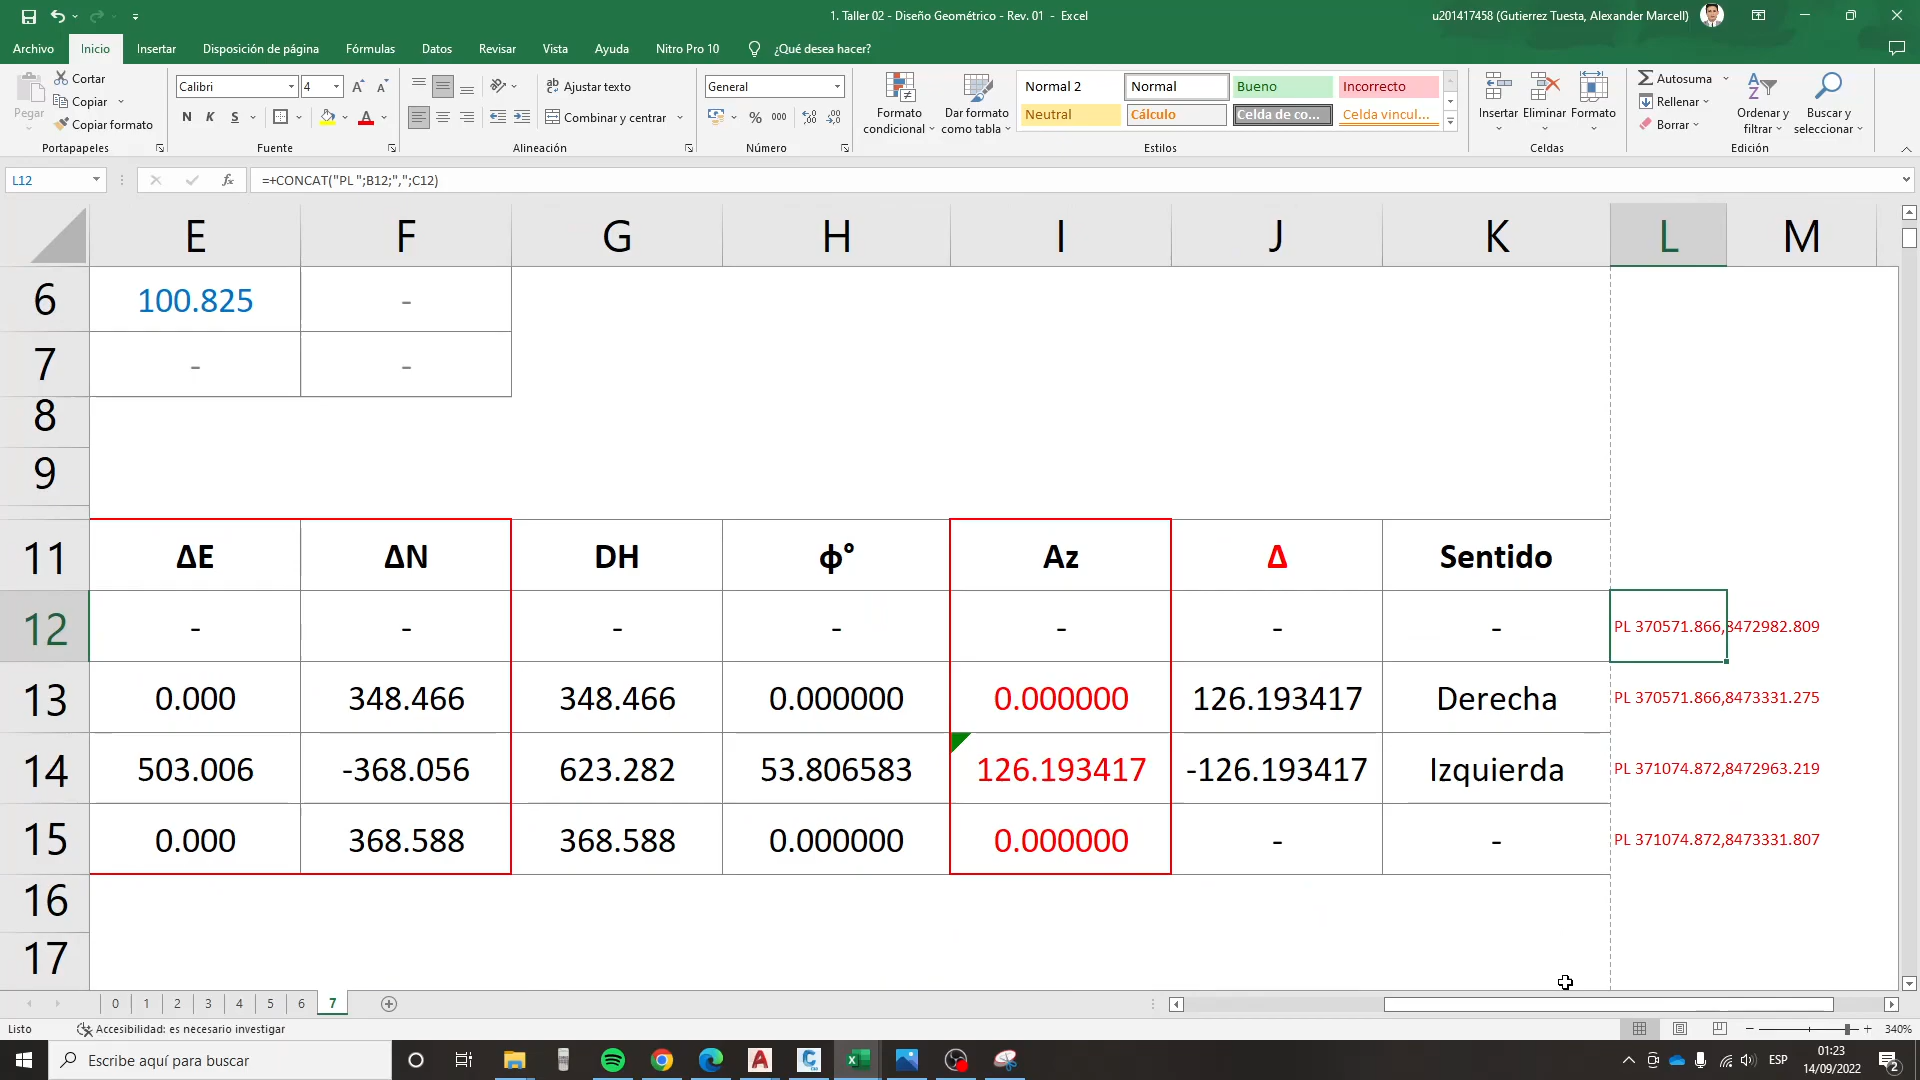 1. Taller 02 - Diseño Geométrico - Rev. 01 - Excel
u201417458 (Gutierrez Tuesta, Alexander Marcell)
Archivo Inicio Insertar Disposición de página Fórmulas Datos Revisar Vista Ayuda Nitro Pro 10 ¿Qué desea hacer?
Pegar
Cortar
Copiar
Copiar formato
Portapapeles
Calibri 4
N K S
Fuente
Ajustar texto
Combinar y centrar
Alineación
General
% 000
Número
Formato condicional
Dar formato como tabla
Normal 2 Normal Bueno Incorrecto
Neutral Cálculo Celda de co... Celda vincul...
Estilos
Insertar Eliminar Formato
Celdas
Autosuma
Rellenar
Borrar
Ordenar y filtrar
Buscar y seleccionar
Edición
L12 fx =+CONCAT("PL ";B12;",";C12)
E F G H I J K L M
6 100.825 -
7 - -
8
9
11 ΔE ΔN DH ϕ° Az Δ Sentido
12 - - - - - - - PL 370571.866,8472982.809
13 0.000 348.466 348.466 0.000000 0.000000 126.193417 Derecha PL 370571.866,8473331.275
14 503.006 -368.056 623.282 53.806583 126.193417 -126.193417 Izquierda PL 371074.872,8472963.219
15 0.000 368.588 368.588 0.000000 0.000000 - - PL 371074.872,8473331.807
16
17
0 1 2 3 4 5 6 7
Listo Accesibilidad: es necesario investigar 340%
Escribe aquí para buscar
ESP
01:23
14/09/2022
2